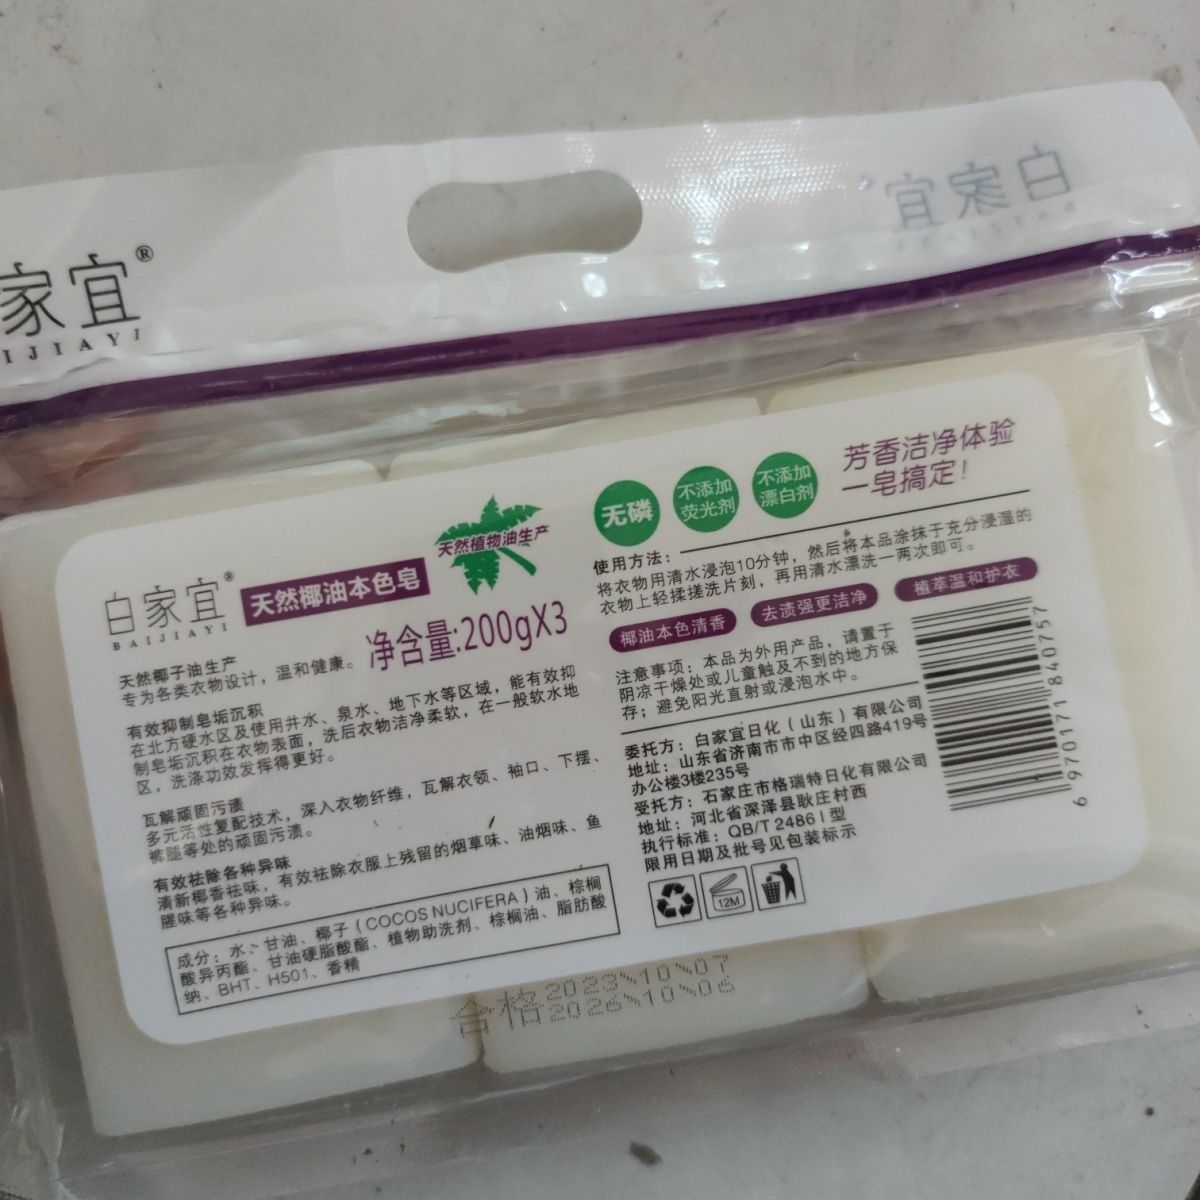 家宜®
IJIAYI
白家宜
白家宜®
BAIJIAYI
天然椰油本色皂
天然植物油生产
净含量:200gX3
天然椰子油生产
专为各类衣物设计，温和健康。
有效抑制皂垢沉积
在北方硬水区及使用井水、泉水、地下水等区域，能有效抑
制皂垢沉积在衣物表面，洗后衣物洁净柔软，在一般软水地
区，洗涤功效发挥得更好。
瓦解顽固污渍
多元活性复配技术，深入衣物纤维，瓦解衣领、袖口、下摆、
裤腿等处的顽固污渍。
有效祛除各种异味
清新椰香祛味，有效祛除衣服上残留的烟草味、油烟味、鱼
腥味等各种异味。
成分：水、甘油、椰子（COCOS NUCIFERA）油、棕榈
酸异丙酯、甘油硬脂酸酯、植物助洗剂、棕榈油、脂肪酸
纳、BHT、H501、香精
无磷
不添加
荧光剂
不添加
漂白剂
芳香洁净体验
一皂搞定！
使用方法：
将衣物用清水浸泡10分钟，然后将本品涂抹于充分浸湿的
衣物上轻揉搓洗片刻，再用清水漂洗一两次即可。
椰油本色清香
去渍强更洁净
植萃温和护衣
注意事项：本品为外用产品，请置于
阴凉干燥处或儿童触及不到的地方保
存；避免阳光直射或浸泡水中。
委托方：白家宜日化（山东）有限公司
地址：山东省济南市市中区经四路419号
办公楼3楼235号
受托方：石家庄市格瑞特日化有限公司
地址：河北省深泽县耿庄村西
执行标准：QB/T 2486 I 型
限用日期及批号见包装标示
12M
6 970171 840757
合格 2023\10\07
2026\10\06